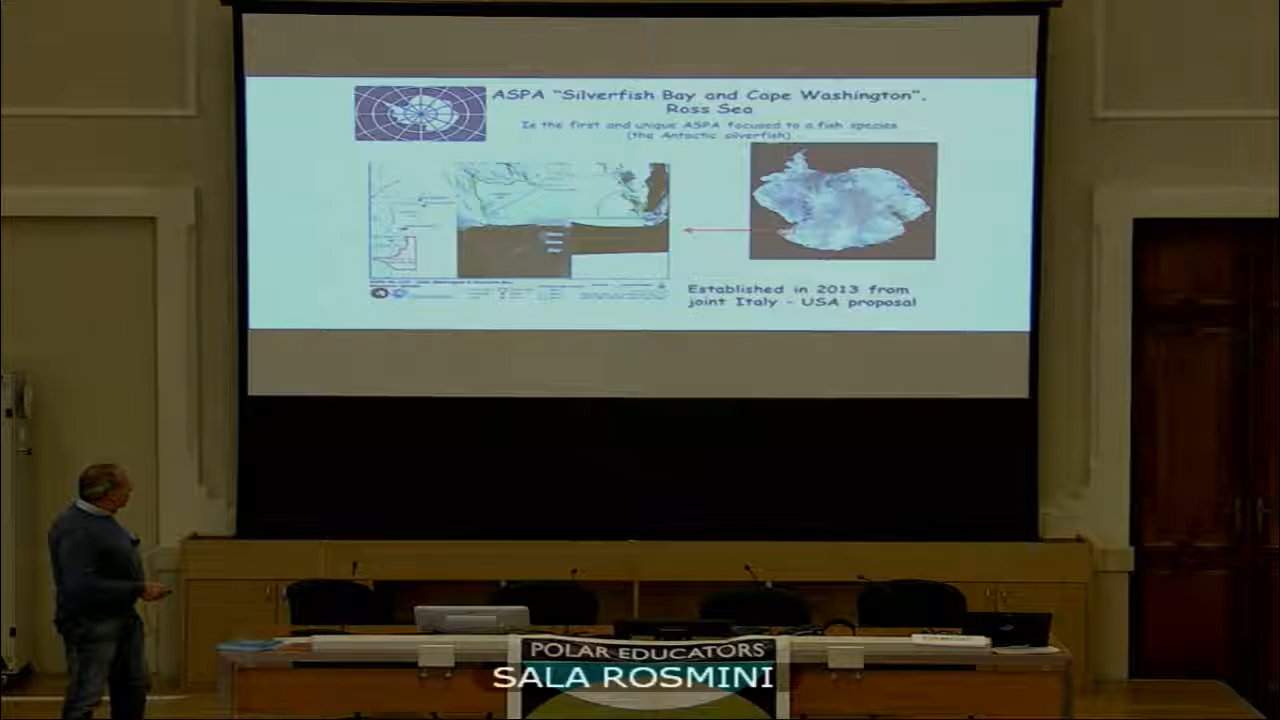 ASPA "Silverfish Bay and Cape Washington",
Ross Sea
Is the first and unique ASPA focused to a fish species
(the Antactic silverfish)
Established in 2013 from
joint Italy - USA proposal
POLAR EDUCATORS
SALA ROSMINI